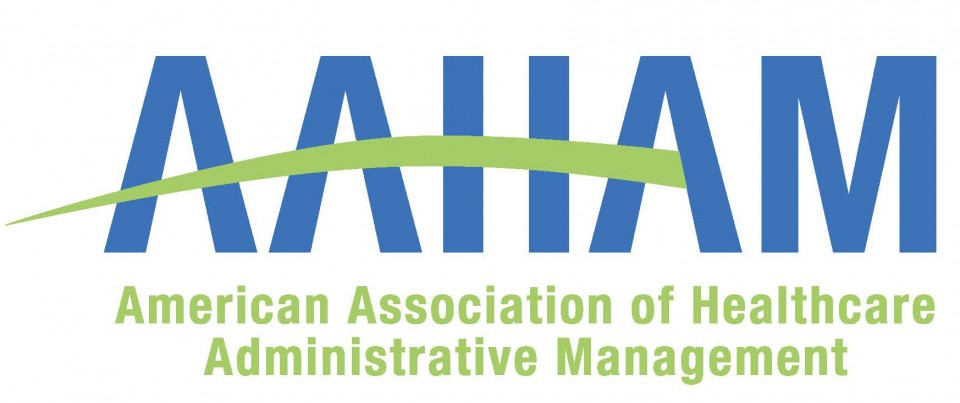 AAHAM
American Association of Healthcare
Administrative Management